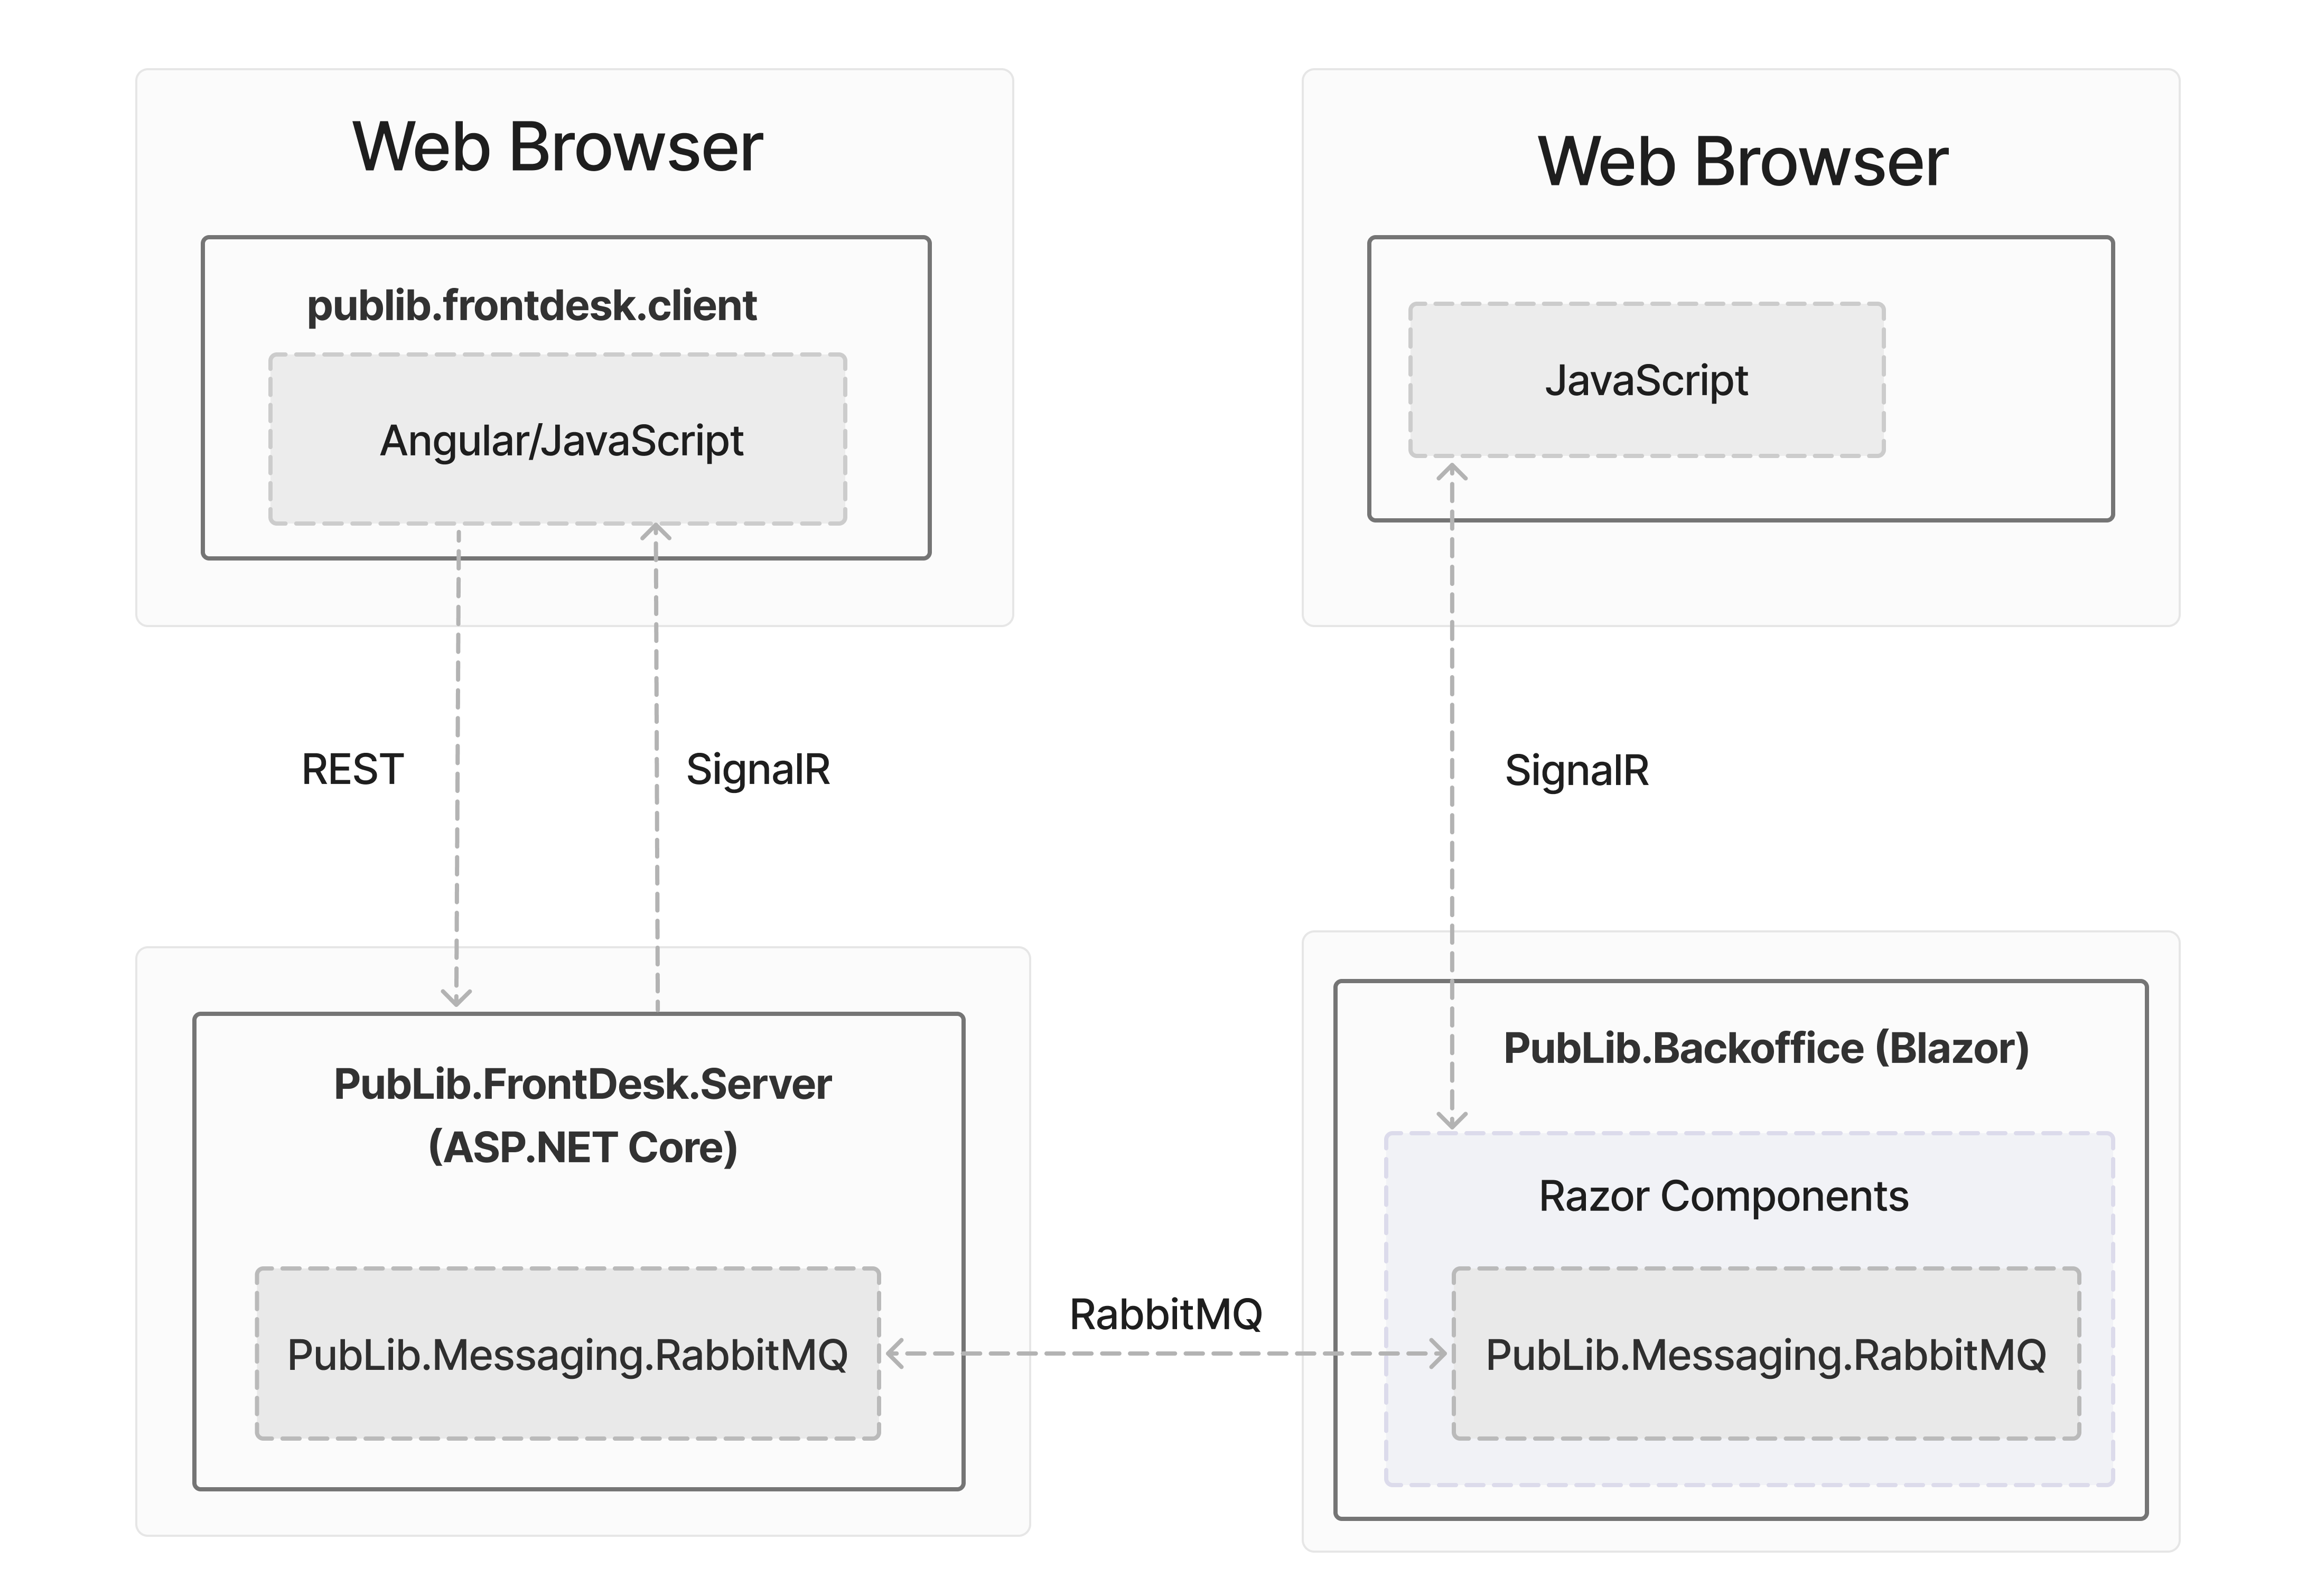 Web Browser
publib.frontdesk.client
Angular/JavaScript
Web Browser
JavaScript
REST
SignalR
SignalR
PubLib.FrontDesk.Server
(ASP.NET Core)
PubLib.Messaging.RabbitMQ
RabbitMQ
PubLib.Backoffice (Blazor)
Razor Components
PubLib.Messaging.RabbitMQ